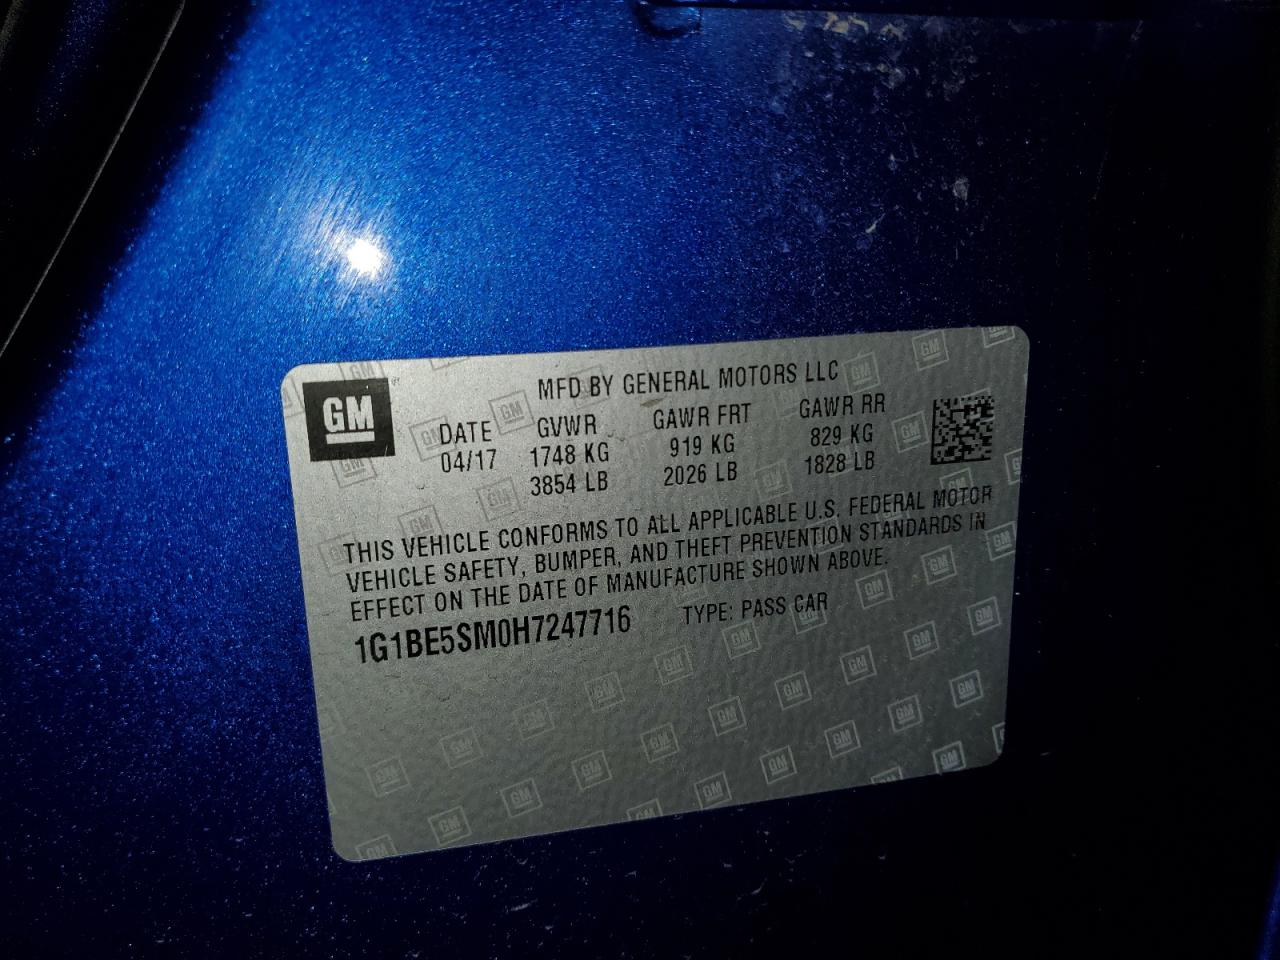 GM
MFD BY GENERAL MOTORS LLC
DATE GVWR GAWR FRT GAWR RR
04/17 1748 KG 919 KG 829 KG
3854 LB 2026 LB 1828 LB
THIS VEHICLE CONFORMS TO ALL APPLICABLE U.S. FEDERAL MOTOR
VEHICLE SAFETY, BUMPER, AND THEFT PREVENTION STANDARDS IN
EFFECT ON THE DATE OF MANUFACTURE SHOWN ABOVE.
1G1BE5SM0H7247716 TYPE: PASS CAR